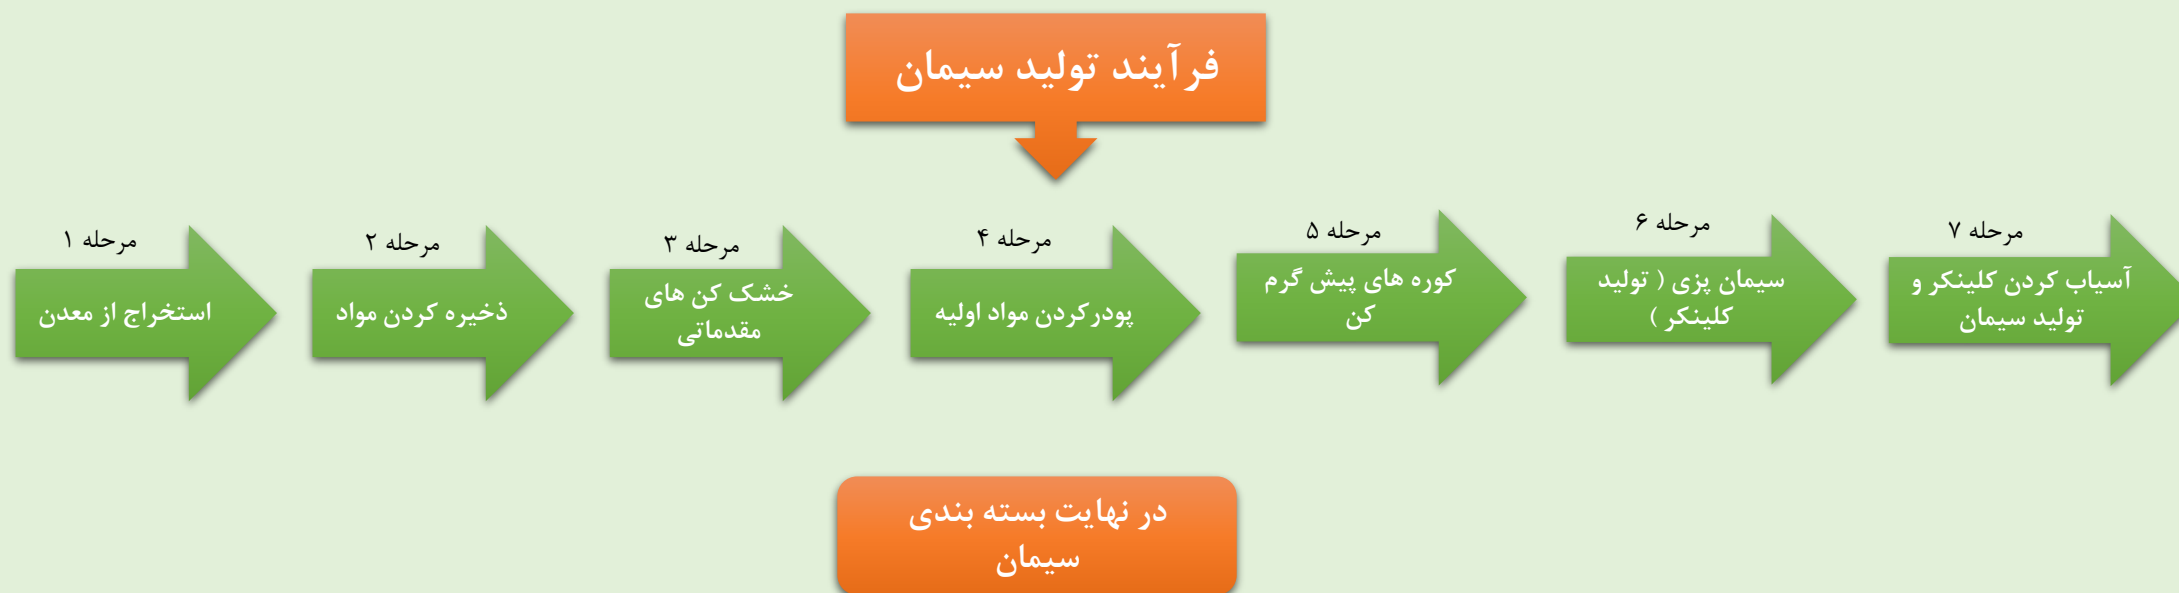 فرآیند تولید سیمان
مرحله ۱
استخراج از معدن
مرحله ۲
ذخیره کردن مواد
مرحله ۳
خشک کن های
مقدماتی
مرحله ۴
پودرکردن مواد اولیه
مرحله ۵
کوره های پیش گرم
کن
مرحله ۶
سیمان پزی ( تولید
کلینکر )
مرحله ۷
آسیاب کردن کلینکر و
تولید سیمان
در نهایت بسته بندی
سیمان